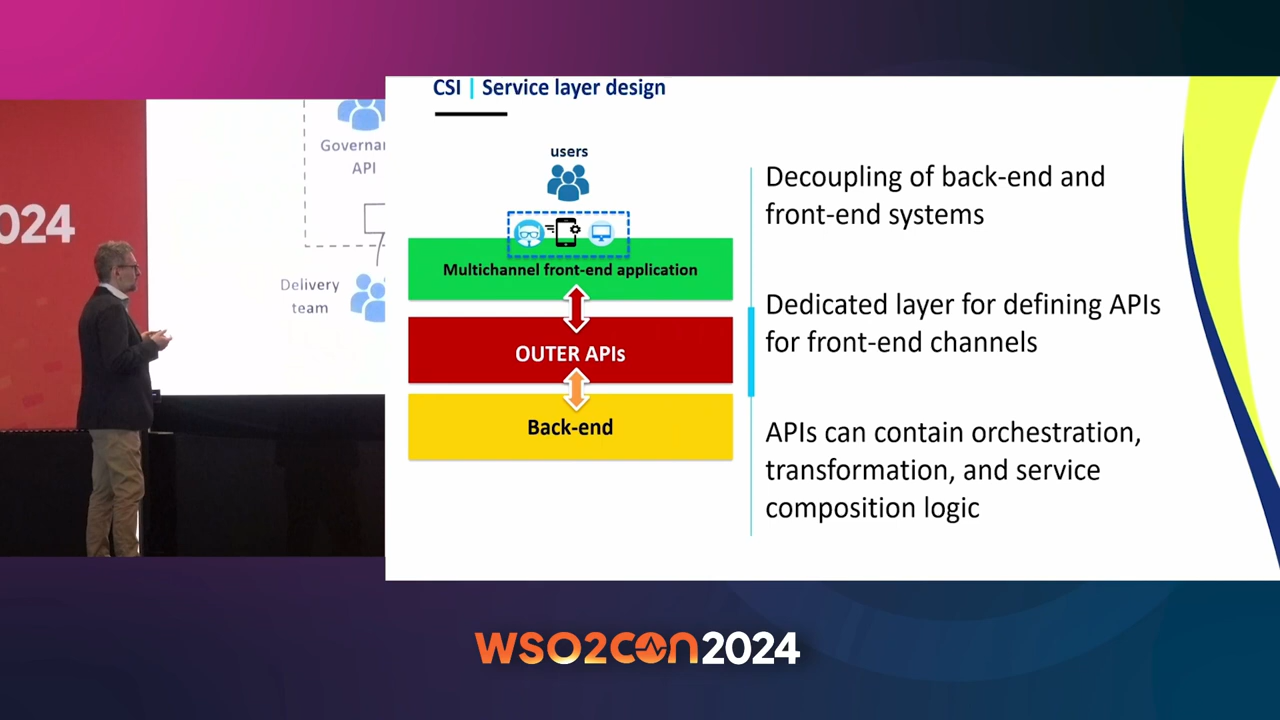 CSI | Service layer design
users
Multichannel front-end application
OUTER APIs
Back-end
Decoupling of back-end and
front-end systems
Dedicated layer for defining APIs
for front-end channels
APIs can contain orchestration,
transformation, and service
composition logic
API
Delivery
team
024
WSO2CON2024